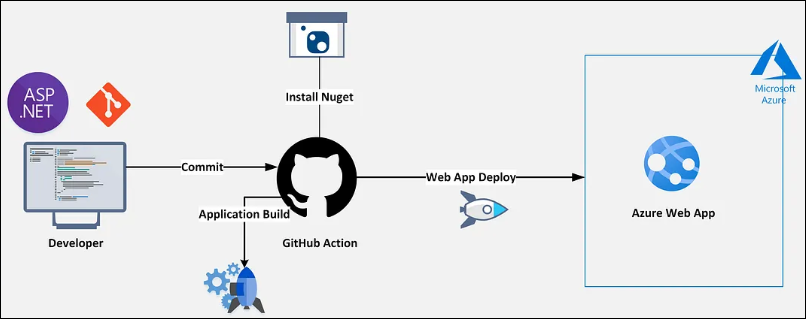 Install Nuget
ASP
.NET
Microsoft
Azure
Commit
Web App Deploy
Application Build
Azure Web App
Developer
GitHub Action